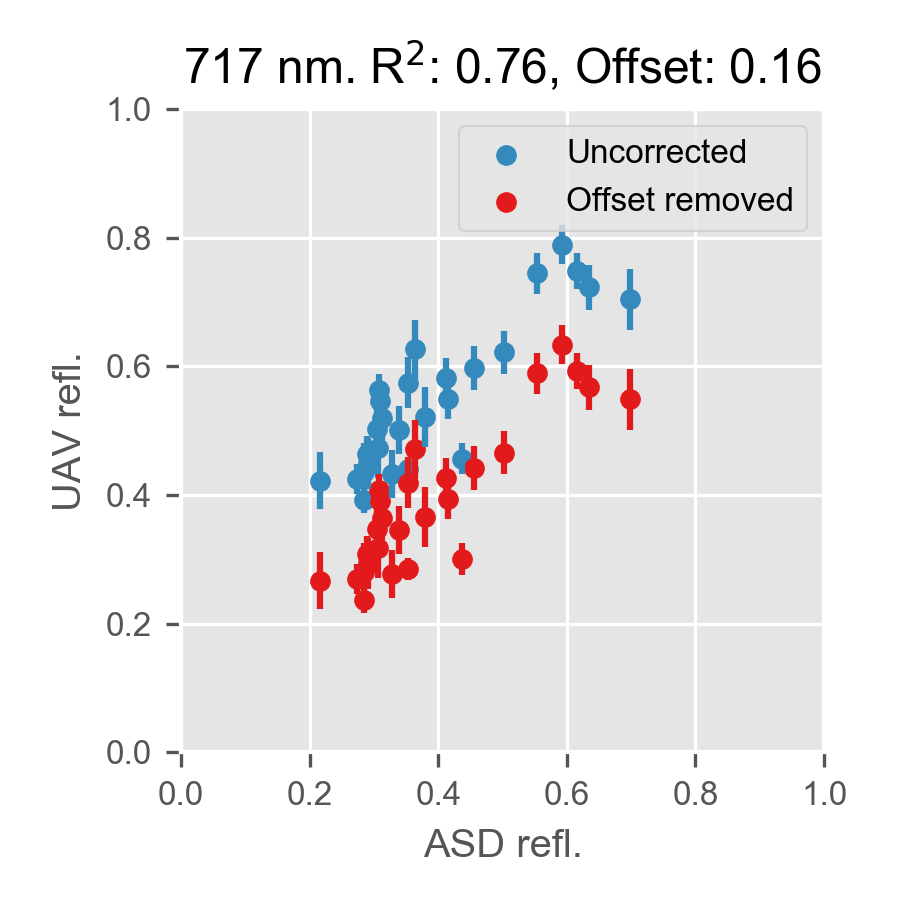 717 nm. R²: 0.76, Offset: 0.16
Uncorrected
Offset removed
UAV refl.
1.0
0.8
0.6
0.4
0.2
0.0
0.0 0.2 0.4 0.6 0.8 1.0
ASD refl.